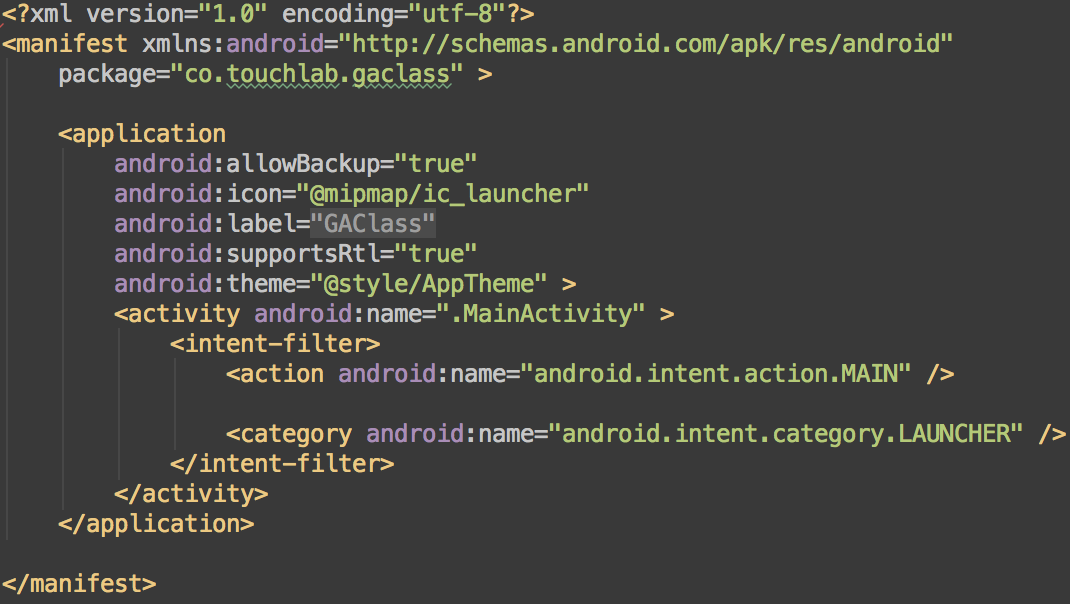 <?xml version="1.0" encoding="utf-8"?>
<manifest xmlns:android="http://schemas.android.com/apk/res/android"
    package="co.touchlab.gaclass" >

    <application
        android:allowBackup="true"
        android:icon="@mipmap/ic_launcher"
        android:label="GAClass"
        android:supportsRtl="true"
        android:theme="@style/AppTheme" >
        <activity android:name=".MainActivity" >
            <intent-filter>
                <action android:name="android.intent.action.MAIN" />

                <category android:name="android.intent.category.LAUNCHER" />
            </intent-filter>
        </activity>
    </application>

</manifest>